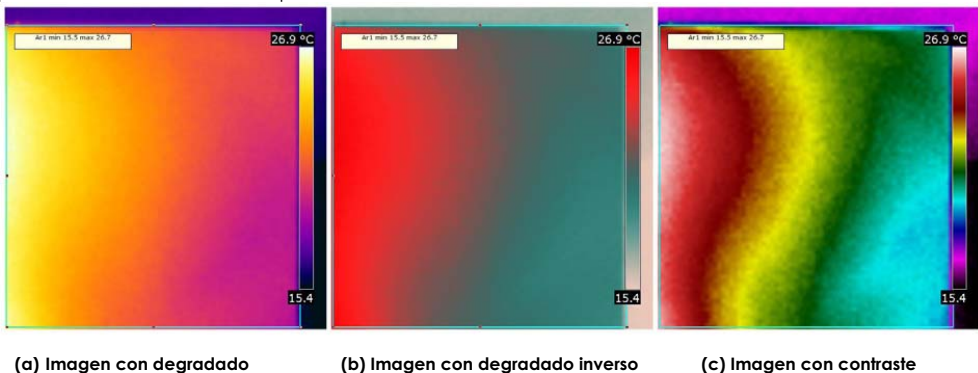 Ar1 min 15.5 max 26.7
26.9 °C
15.4
Ar1 min 15.5 max 26.7
26.9 °C
15.4
Ar1 min 15.5 max 26.7
26.9 °C
15.4
(a) Imagen con degradado
(b) Imagen con degradado inverso
(c) Imagen con contraste